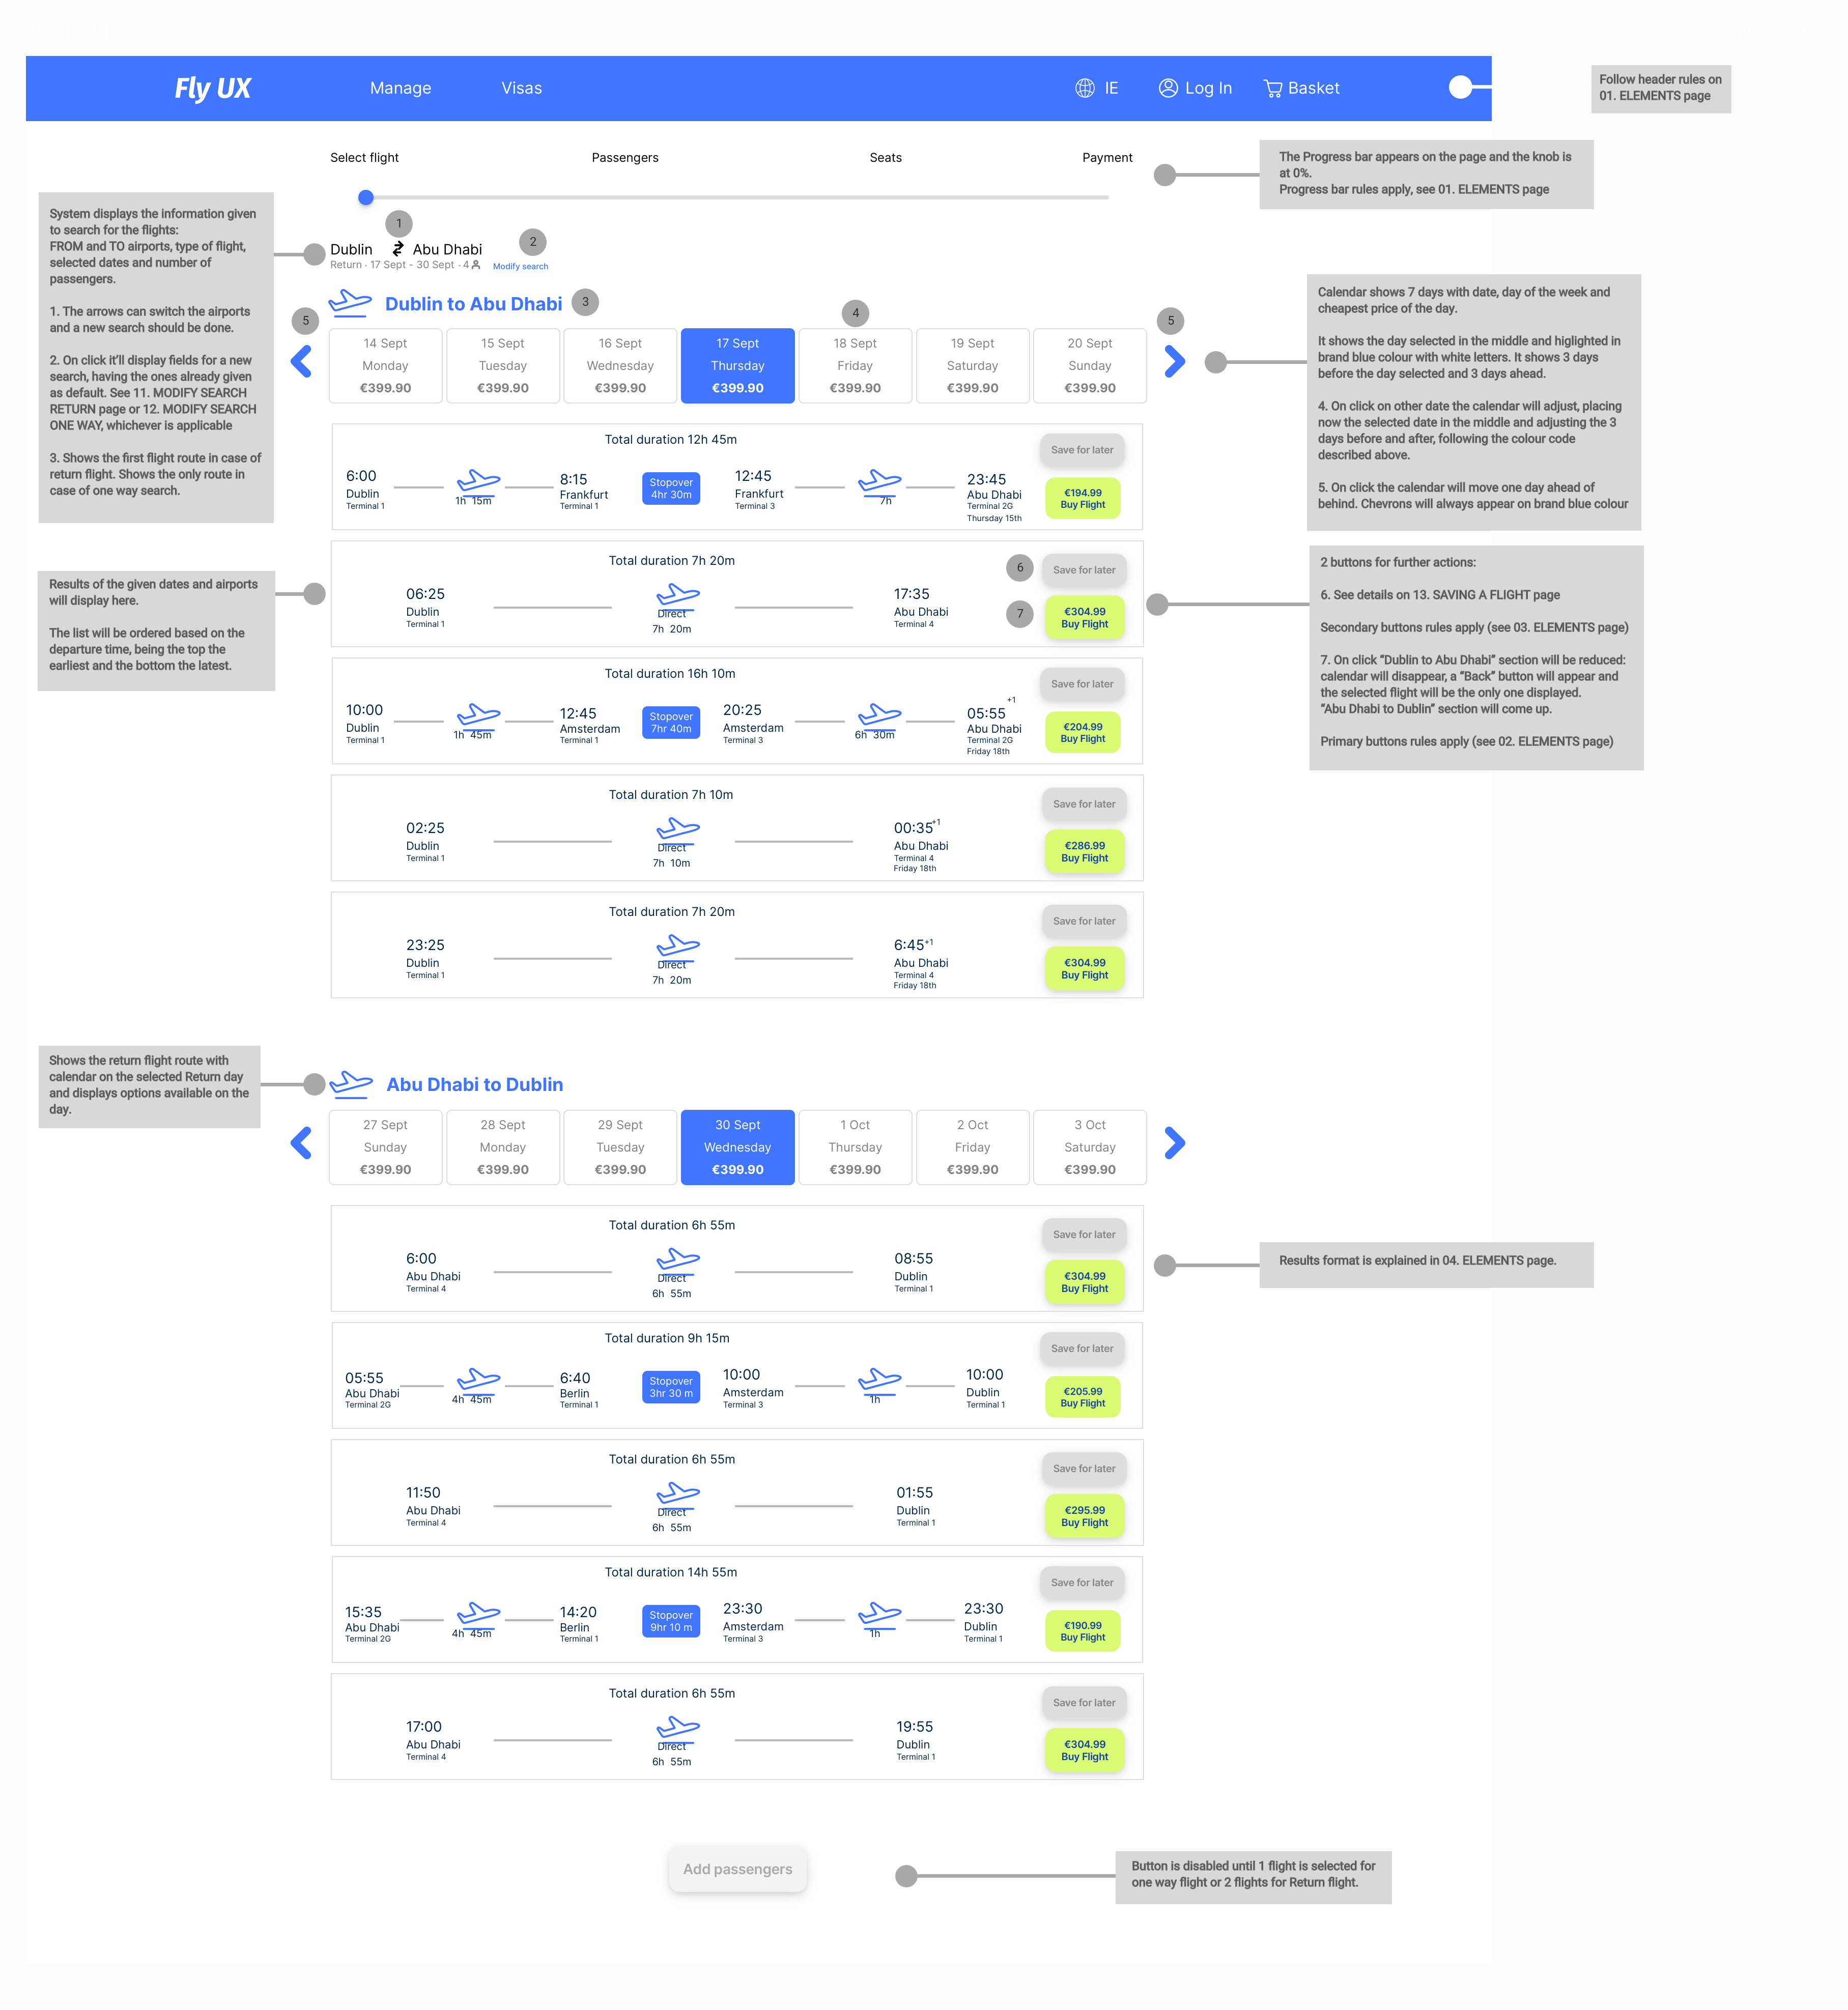 Fly UX
Manage
Visas
IE
Log In
Basket
Follow header rules on
01. ELEMENTS page
Select flight
Passengers
Seats
Payment
The Progress bar appears on the page and the knob is
at 0%.
Progress bar rules apply, see 01. ELEMENTS page
System displays the information given
to search for the flights:
FROM and TO airports, type of flight,
selected dates and number of
passengers.
1. The arrows can switch the airports
and a new search should be done.
2. On click it'll display fields for a new
search, having the ones already given
as default. See 11. MODIFY SEARCH
RETURN page or 12. MODIFY SEARCH
ONE WAY, whichever is applicable
3. Shows the first flight route in case of
return flight. Shows the only route in
case of one way search.
1
2
Dublin
Abu Dhabi
Return · 17 Sept - 30 Sept · 4
Modify search
Dublin to Abu Dhabi
3
4
5
5
14 Sept
Monday
€399.90
15 Sept
Tuesday
€399.90
16 Sept
Wednesday
€399.90
17 Sept
Thursday
€399.90
18 Sept
Friday
€399.90
19 Sept
Saturday
€399.90
20 Sept
Sunday
€399.90
Calendar shows 7 days with date, day of the week and
cheapest price of the day.
It shows the day selected in the middle and higlighted in
brand blue colour with white letters. It shows 3 days
before the day selected and 3 days ahead.
4. On click on other date the calendar will adjust, placing
now the selected date in the middle and adjusting the 3
days before and after, following the colour code
described above.
5. On click the calendar will move one day ahead of
behind. Chevrons will always appear on brand blue colour
Total duration 12h 45m
6:00
Dublin
Terminal 1
1h 15m
8:15
Frankfurt
Terminal 1
Stopover
4hr 30m
12:45
Frankfurt
Terminal 3
7h
23:45
Abu Dhabi
Terminal 2G
Thursday 15th
Save for later
€194.99
Buy Flight
Results of the given dates and airports
will display here.
The list will be ordered based on the
departure time, being the top the
earliest and the bottom the latest.
Total duration 7h 20m
06:25
Dublin
Terminal 1
Direct
7h 20m
17:35
Abu Dhabi
Terminal 4
6
Save for later
7
€304.99
Buy Flight
2 buttons for further actions:
6. See details on 13. SAVING A FLIGHT page
Secondary buttons rules apply (see 03. ELEMENTS page)
7. On click “Dublin to Abu Dhabi” section will be reduced:
calendar will disappear, a “Back” button will appear and
the selected flight will be the only one displayed.
“Abu Dhabi to Dublin” section will come up.
Primary buttons rules apply (see 02. ELEMENTS page)
Total duration 16h 10m
10:00
Dublin
Terminal 1
1h 45m
12:45
Amsterdam
Terminal 1
Stopover
7hr 40m
20:25
Amsterdam
Terminal 3
6h 30m
+1
05:55
Abu Dhabi
Terminal 2G
Friday 18th
Save for later
€204.99
Buy Flight
Total duration 7h 10m
02:25
Dublin
Terminal 1
Direct
7h 10m
00:35+1
Abu Dhabi
Terminal 4
Friday 18th
Save for later
€286.99
Buy Flight
Total duration 7h 20m
23:25
Dublin
Terminal 1
Direct
7h 20m
6:45+1
Abu Dhabi
Terminal 4
Friday 18th
Save for later
€304.99
Buy Flight
Shows the return flight route with
calendar on the selected Return day
and displays options available on the
day.
Abu Dhabi to Dublin
27 Sept
Sunday
€399.90
28 Sept
Monday
€399.90
29 Sept
Tuesday
€399.90
30 Sept
Wednesday
€399.90
1 Oct
Thursday
€399.90
2 Oct
Friday
€399.90
3 Oct
Saturday
€399.90
Total duration 6h 55m
6:00
Abu Dhabi
Terminal 4
Direct
6h 55m
08:55
Dublin
Terminal 1
Save for later
€304.99
Buy Flight
Results format is explained in 04. ELEMENTS page.
Total duration 9h 15m
05:55
Abu Dhabi
Terminal 2G
4h 45m
6:40
Berlin
Terminal 1
Stopover
3hr 30 m
10:00
Amsterdam
Terminal 3
1h
10:00
Dublin
Terminal 1
Save for later
€205.99
Buy Flight
Total duration 6h 55m
11:50
Abu Dhabi
Terminal 4
Direct
6h 55m
01:55
Dublin
Terminal 1
Save for later
€295.99
Buy Flight
Total duration 14h 55m
15:35
Abu Dhabi
Terminal 2G
4h 45m
14:20
Berlin
Terminal 1
Stopover
9hr 10 m
23:30
Amsterdam
Terminal 3
1h
23:30
Dublin
Terminal 1
Save for later
€190.99
Buy Flight
Total duration 6h 55m
17:00
Abu Dhabi
Terminal 4
Direct
6h 55m
19:55
Dublin
Terminal 1
Save for later
€304.99
Buy Flight
Add passengers
Button is disabled until 1 flight is selected for
one way flight or 2 flights for Return flight.